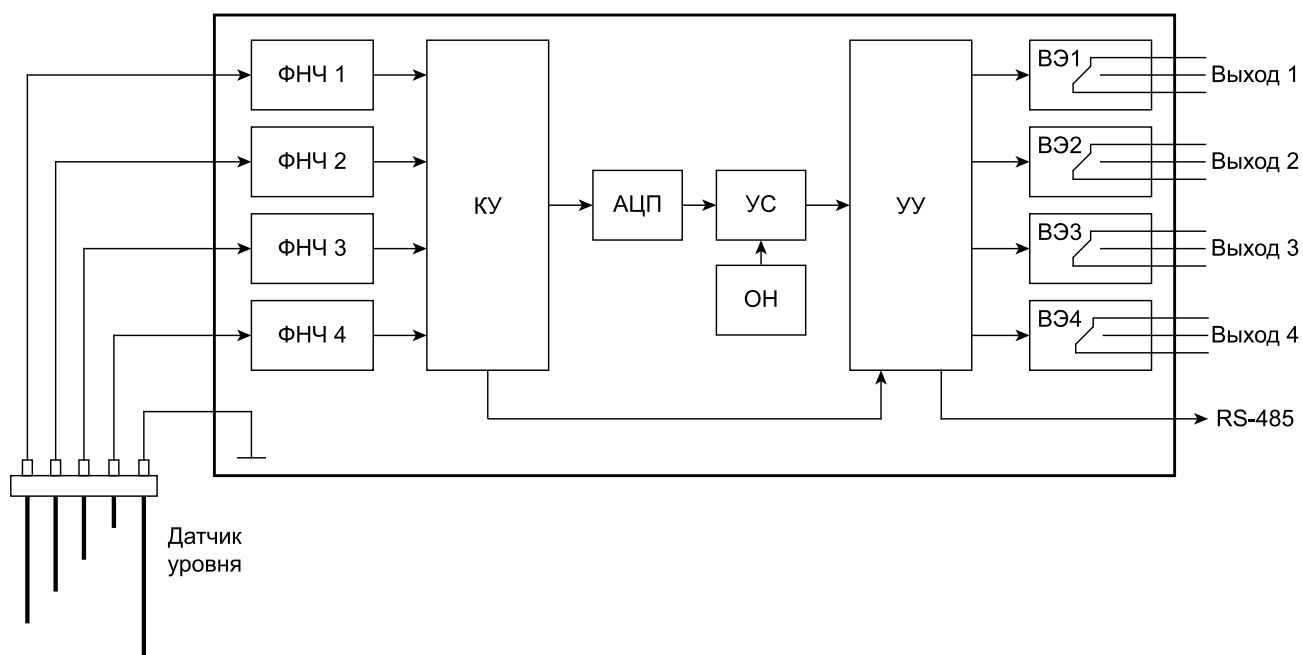 ФНЧ 1
ФНЧ 2
ФНЧ 3
ФНЧ 4
КУ
АЦП
УС
ОН
УУ
ВЭ1
ВЭ2
ВЭ3
ВЭ4
Выход 1
Выход 2
Выход 3
Выход 4
RS-485
Датчик
уровня